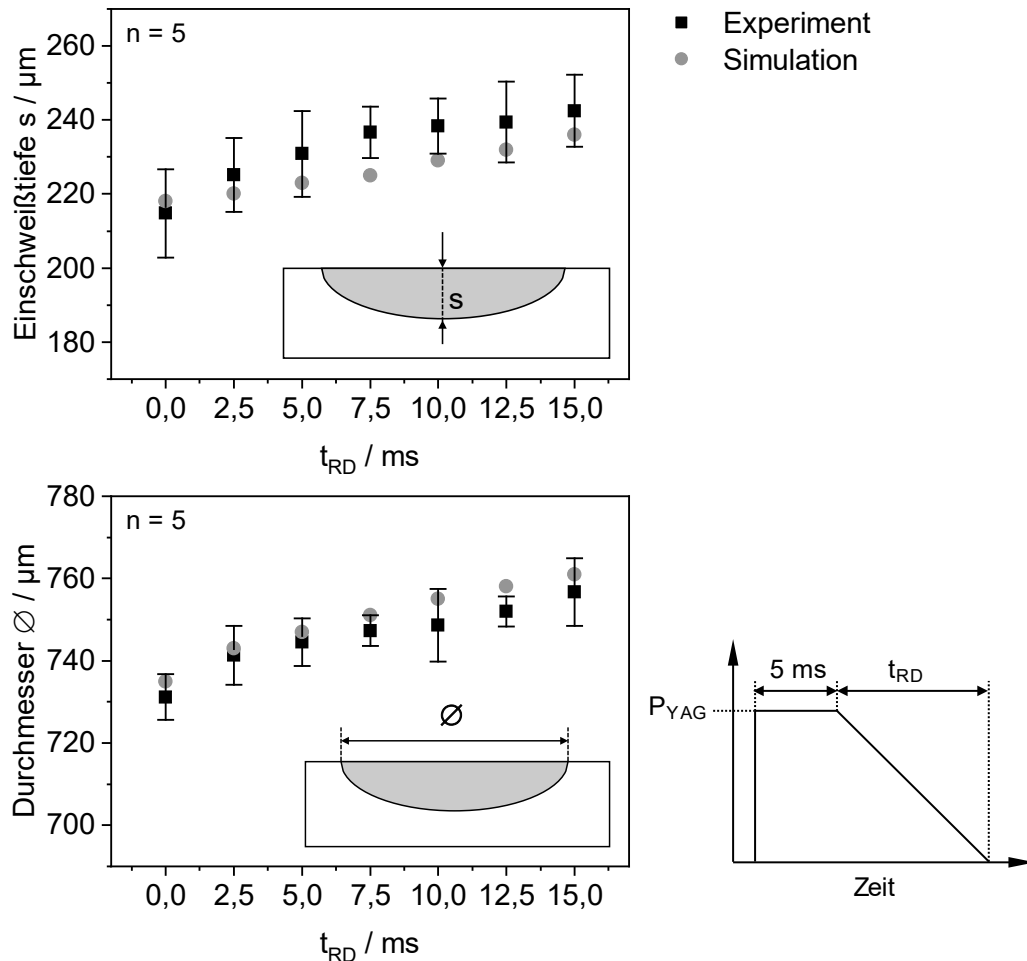 n = 5
Experiment
Simulation
Einschweißtiefe s / µm
260
240
220
200
180
s
0,0 2,5 5,0 7,5 10,0 12,5 15,0
t_RD / ms
n = 5
Durchmesser ∅ / µm
780
760
740
720
700
∅
0,0 2,5 5,0 7,5 10,0 12,5 15,0
t_RD / ms
5 ms t_RD
P_YAG
Zeit